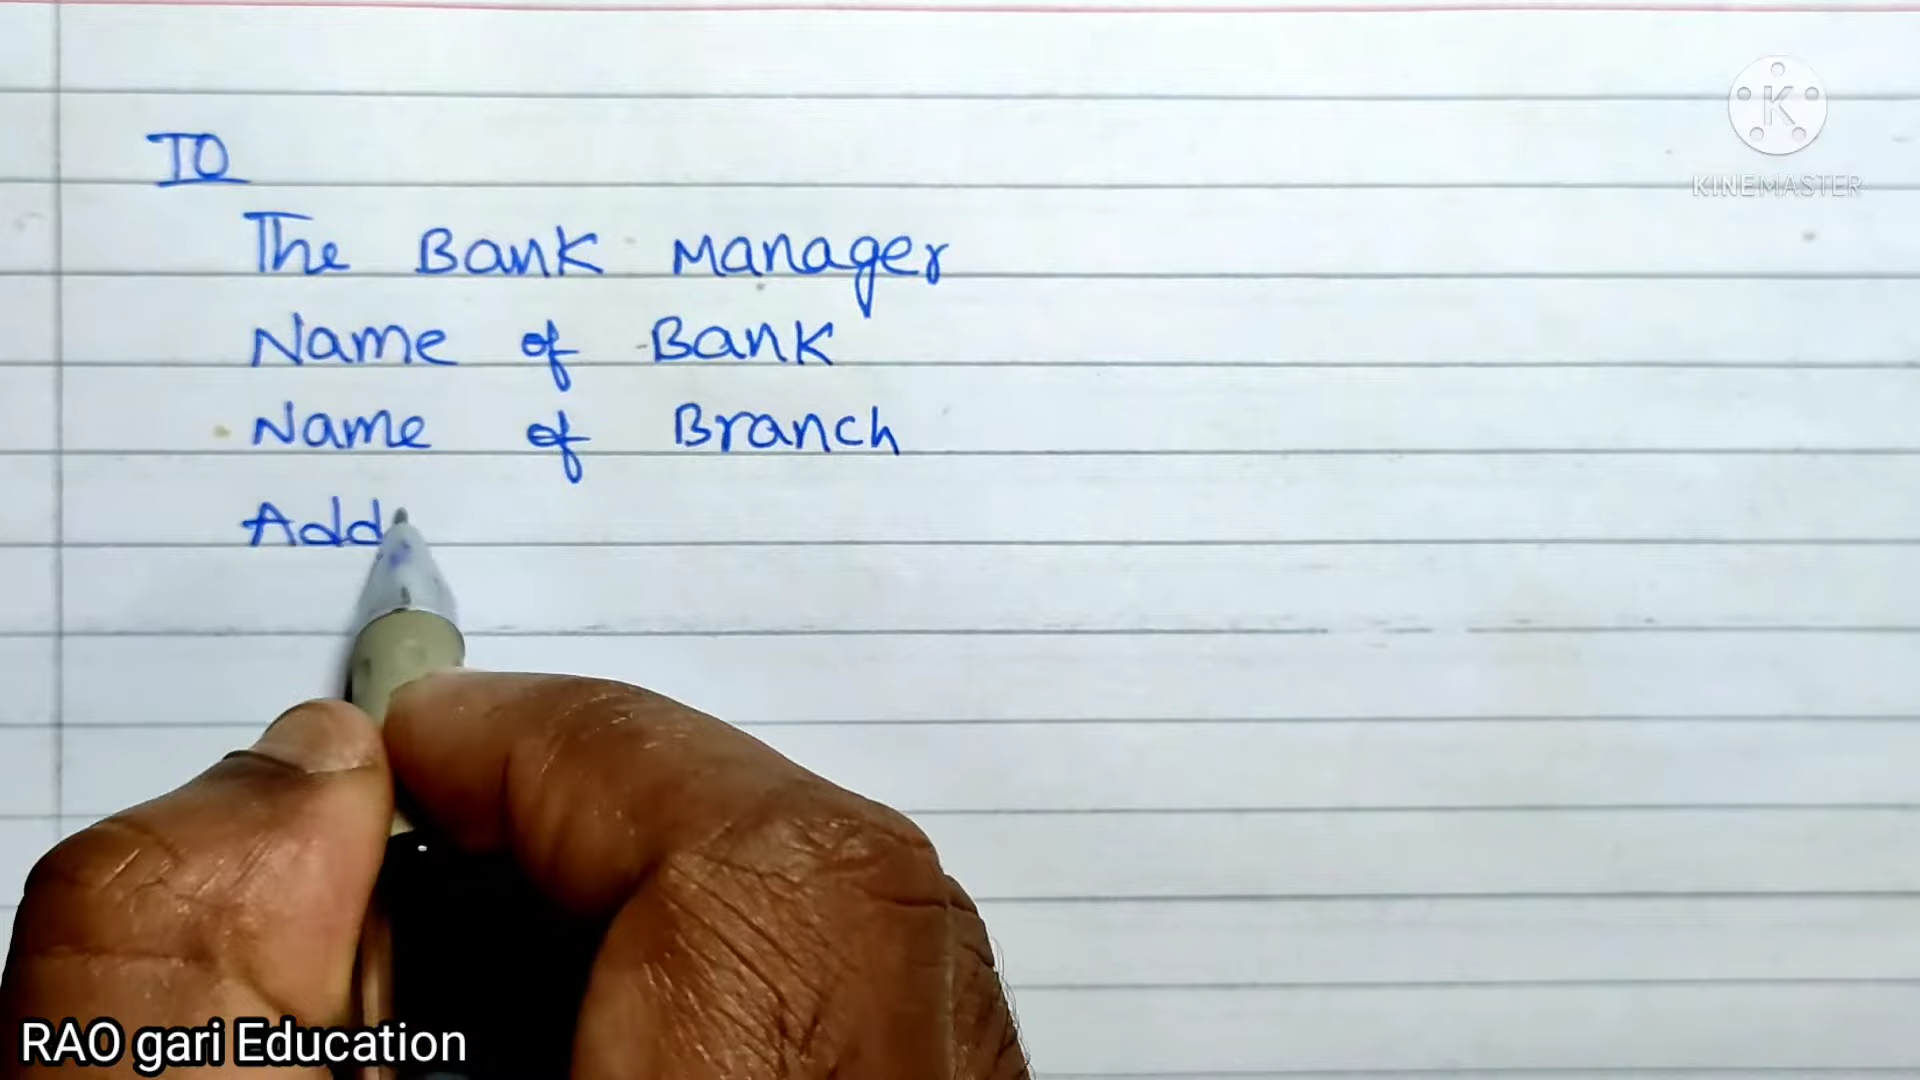 TO
The Bank Manager
Name of Bank
Name of Branch
Add
KINEMASTER
RAO gari Education